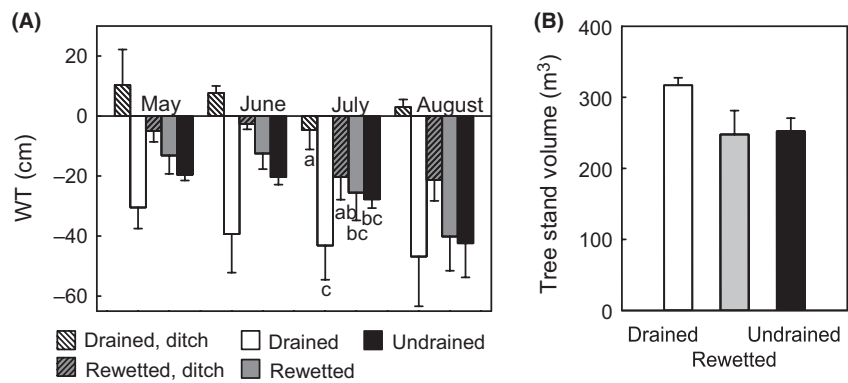 (A)
20
0
–20
–40
–60
WT (cm)
May June July August
a
ab
bc
bc
c
Drained, ditch Drained Undrained
Rewetted, ditch Rewetted
(B)
400
300
200
100
0
Tree stand volume (m³)
Drained Undrained
Rewetted